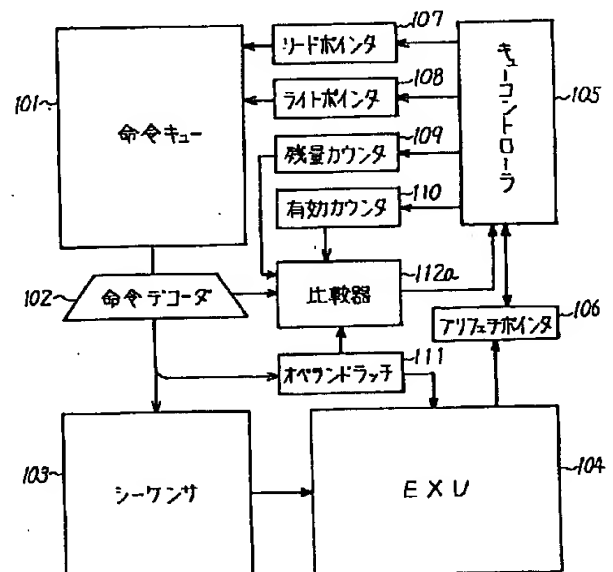 107
リードポインタ
101
108
105
ライトポインタ
キューコントローラ
命令キュー
109
残量カウンタ
110
有効カウンタ
102
命令デコーダ
比較器
112a
106
プリフェチポインタ
111
オペランドラッチ
103
シーケンサ
EXU
104